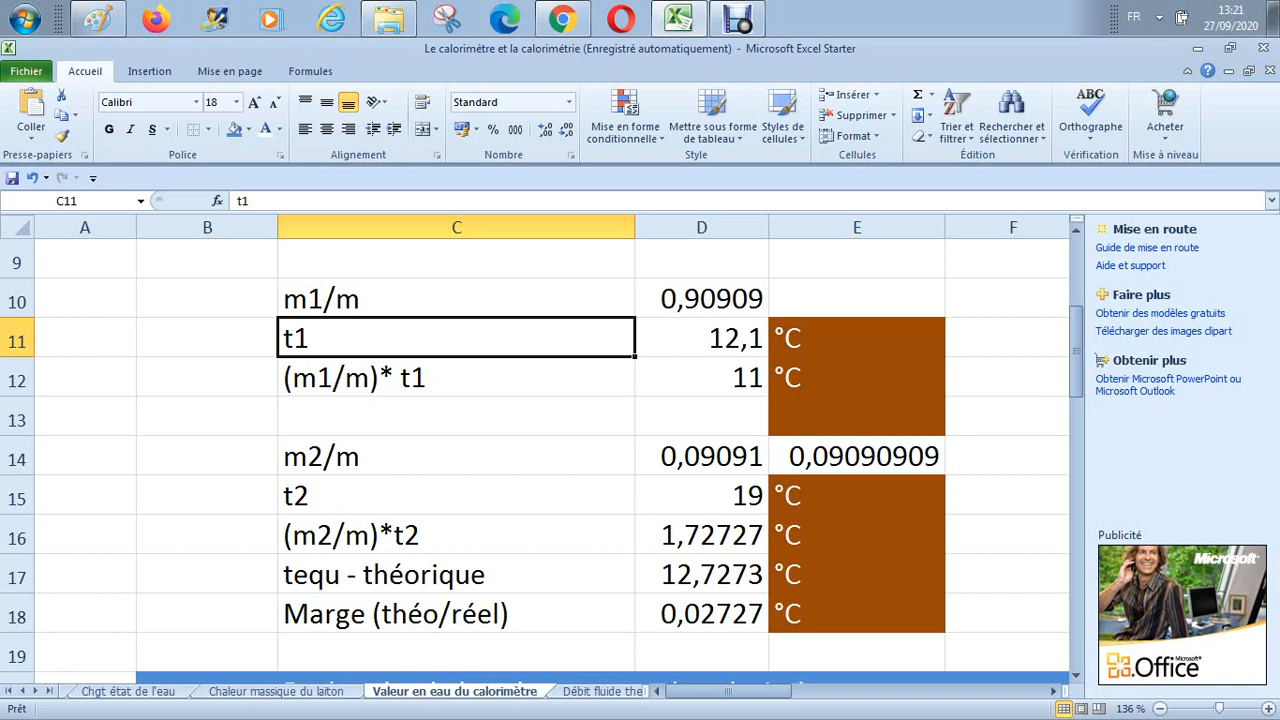 FR
13:21
27/09/2020
Le calorimètre et la calorimétrie (Enregistré automatiquement) - Microsoft Excel Starter
Fichier Accueil Insertion Mise en page Formules
Coller
Presse-papiers
Calibri 18
G I S
Police
Alignement
Standard
% 000
Nombre
Mise en forme conditionnelle
Mettre sous forme de tableau
Styles de cellules
Style
Insérer
Supprimer
Format
Cellules
Σ
Trier et filtrer
Rechercher et sélectionner
Édition
ABC
Orthographe
Vérification
Acheter
Mise à niveau
C11 fx t1
A B C D E F
9
10 m1/m 0,90909
11 t1 12,1 °C
12 (m1/m)* t1 11 °C
13
14 m2/m 0,09091 0,09090909
15 t2 19 °C
16 (m2/m)*t2 1,72727 °C
17 tequ - théorique 12,7273 °C
18 Marge (théo/réel) 0,02727 °C
19
Mise en route
Guide de mise en route
Aide et support
Faire plus
Obtenir des modèles gratuits
Télécharger des images clipart
Obtenir plus
Obtenir Microsoft PowerPoint ou
Microsoft Outlook
Publicité
Microsoft
Microsoft
Office
Chgt état de l'eau Chaleur massique du laiton Valeur en eau du calorimètre Débit fluide the
Prêt 136 %